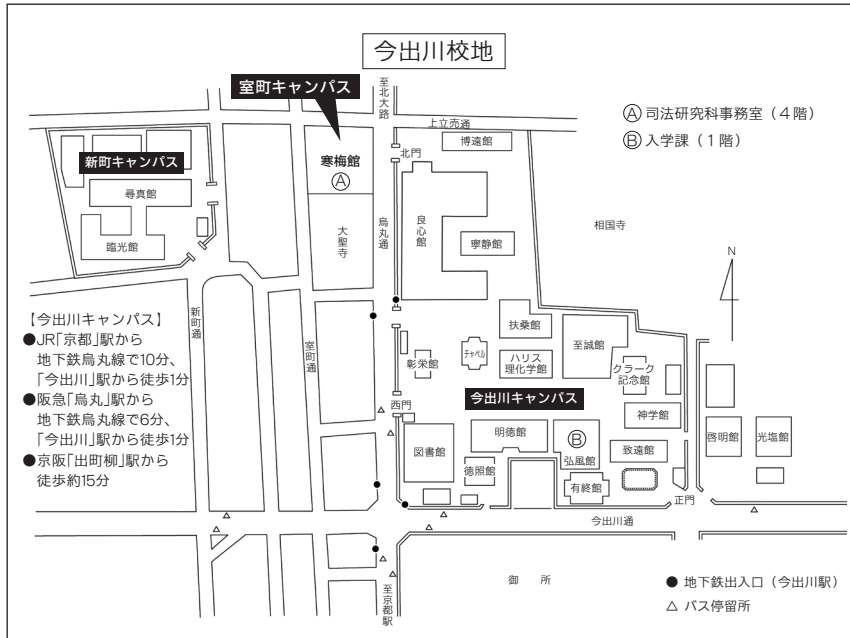 今出川校地
室町キャンパス
至北大路
上立売通
Ⓐ 司法研究科事務室(4階)
Ⓑ 入学課(1階)
新町キャンパス
尋真館
臨光館
寒梅館
Ⓐ
大聖寺
烏丸通
北門
博遠館
良心館
寧静館
相国寺
N
新町通
室町通
【今出川キャンパス】
●JR「京都」駅から
地下鉄烏丸線で10分、
「今出川」駅から徒歩1分
●阪急「烏丸」駅から
地下鉄烏丸線で6分、
「今出川」駅から徒歩1分
●京阪「出町柳」駅から
徒歩約15分
扶桑館
至誠館
彰栄館
チャペル
ハリス
理化学館
クラーク
記念館
今出川キャンパス
西門
神学館
図書館
明徳館
Ⓑ
弘風館
致遠館
啓明館
光塩館
徳照館
有終館
正門
今出川通
御 所
至京都駅
● 地下鉄出入口(今出川駅)
△ バス停留所